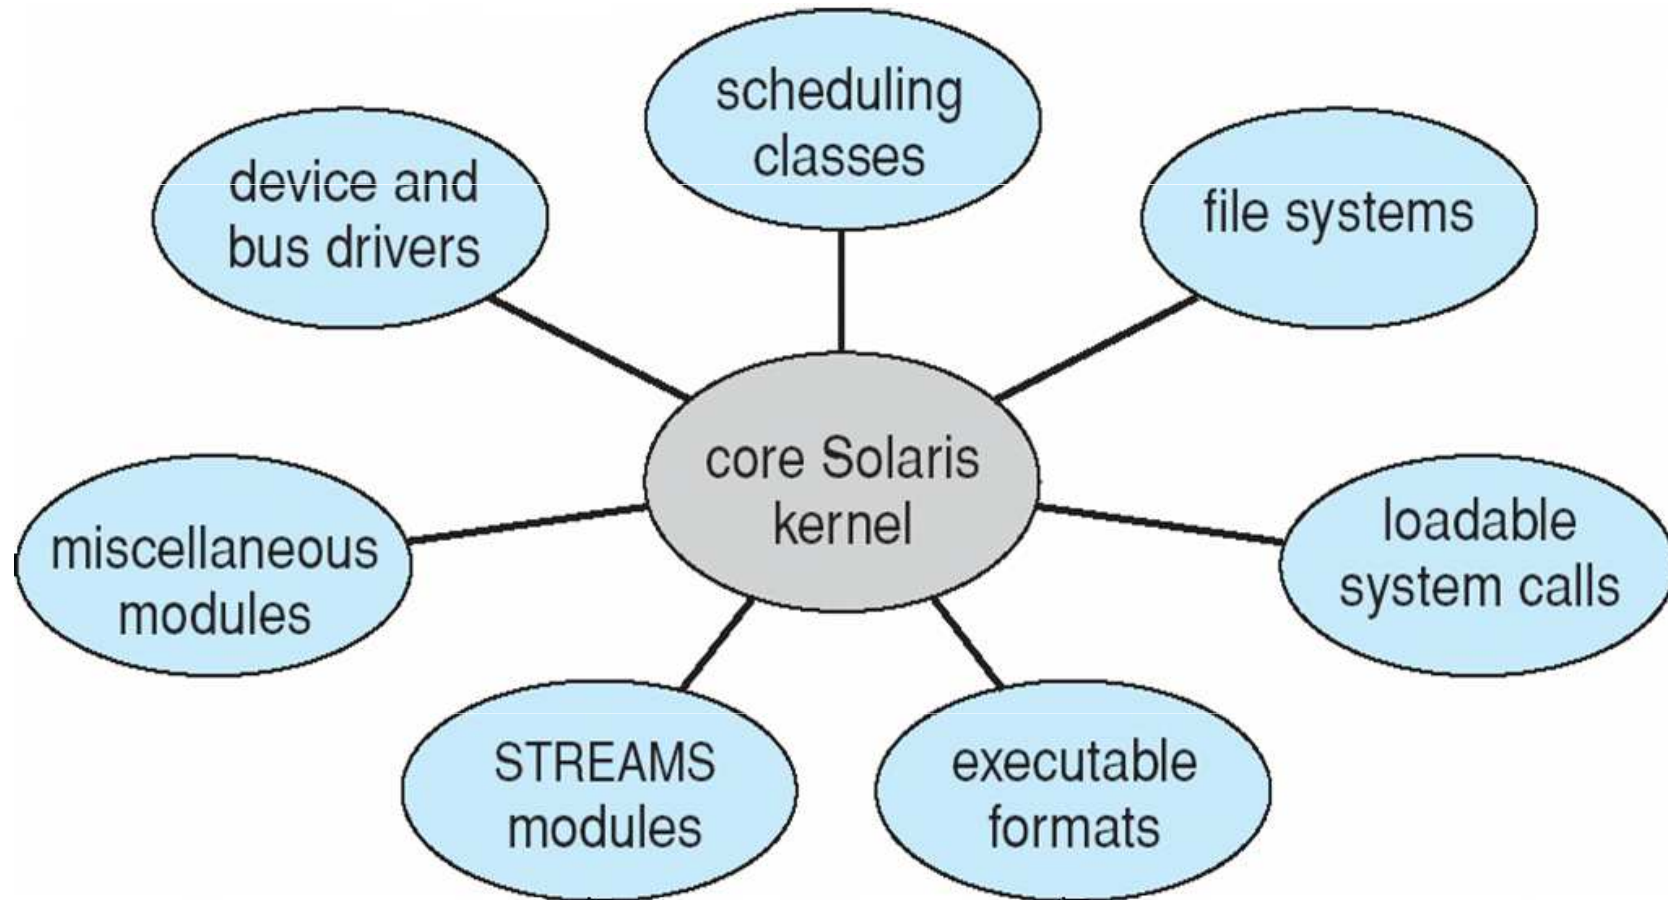 scheduling
classes
device and
bus drivers
file systems
core Solaris
kernel
miscellaneous
modules
loadable
system calls
STREAMS
modules
executable
formats